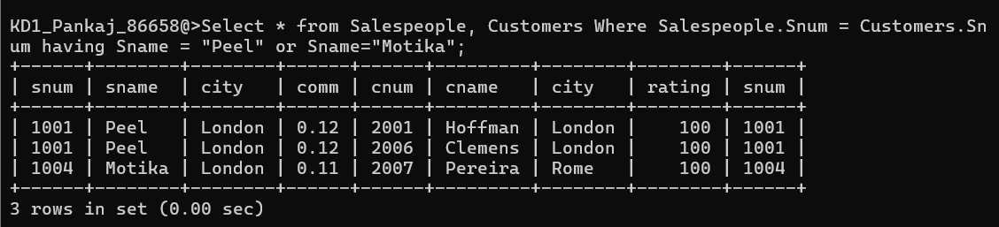 KD1_Pankaj_86658@>Select * from Salespeople, Customers Where Salespeople.Snum = Customers.Sn
um having Sname = "Peel" or Sname="Motika";
+------+--------+--------+------+------+---------+--------+--------+------+
| snum | sname  | city   | comm | cnum | cname   | city   | rating | snum |
+------+--------+--------+------+------+---------+--------+--------+------+
| 1001 | Peel   | London | 0.12 | 2001 | Hoffman | London |    100 | 1001 |
| 1001 | Peel   | London | 0.12 | 2006 | Clemens | London |    100 | 1001 |
| 1004 | Motika | London | 0.11 | 2007 | Pereira | Rome   |    100 | 1004 |
+------+--------+--------+------+------+---------+--------+--------+------+
3 rows in set (0.00 sec)